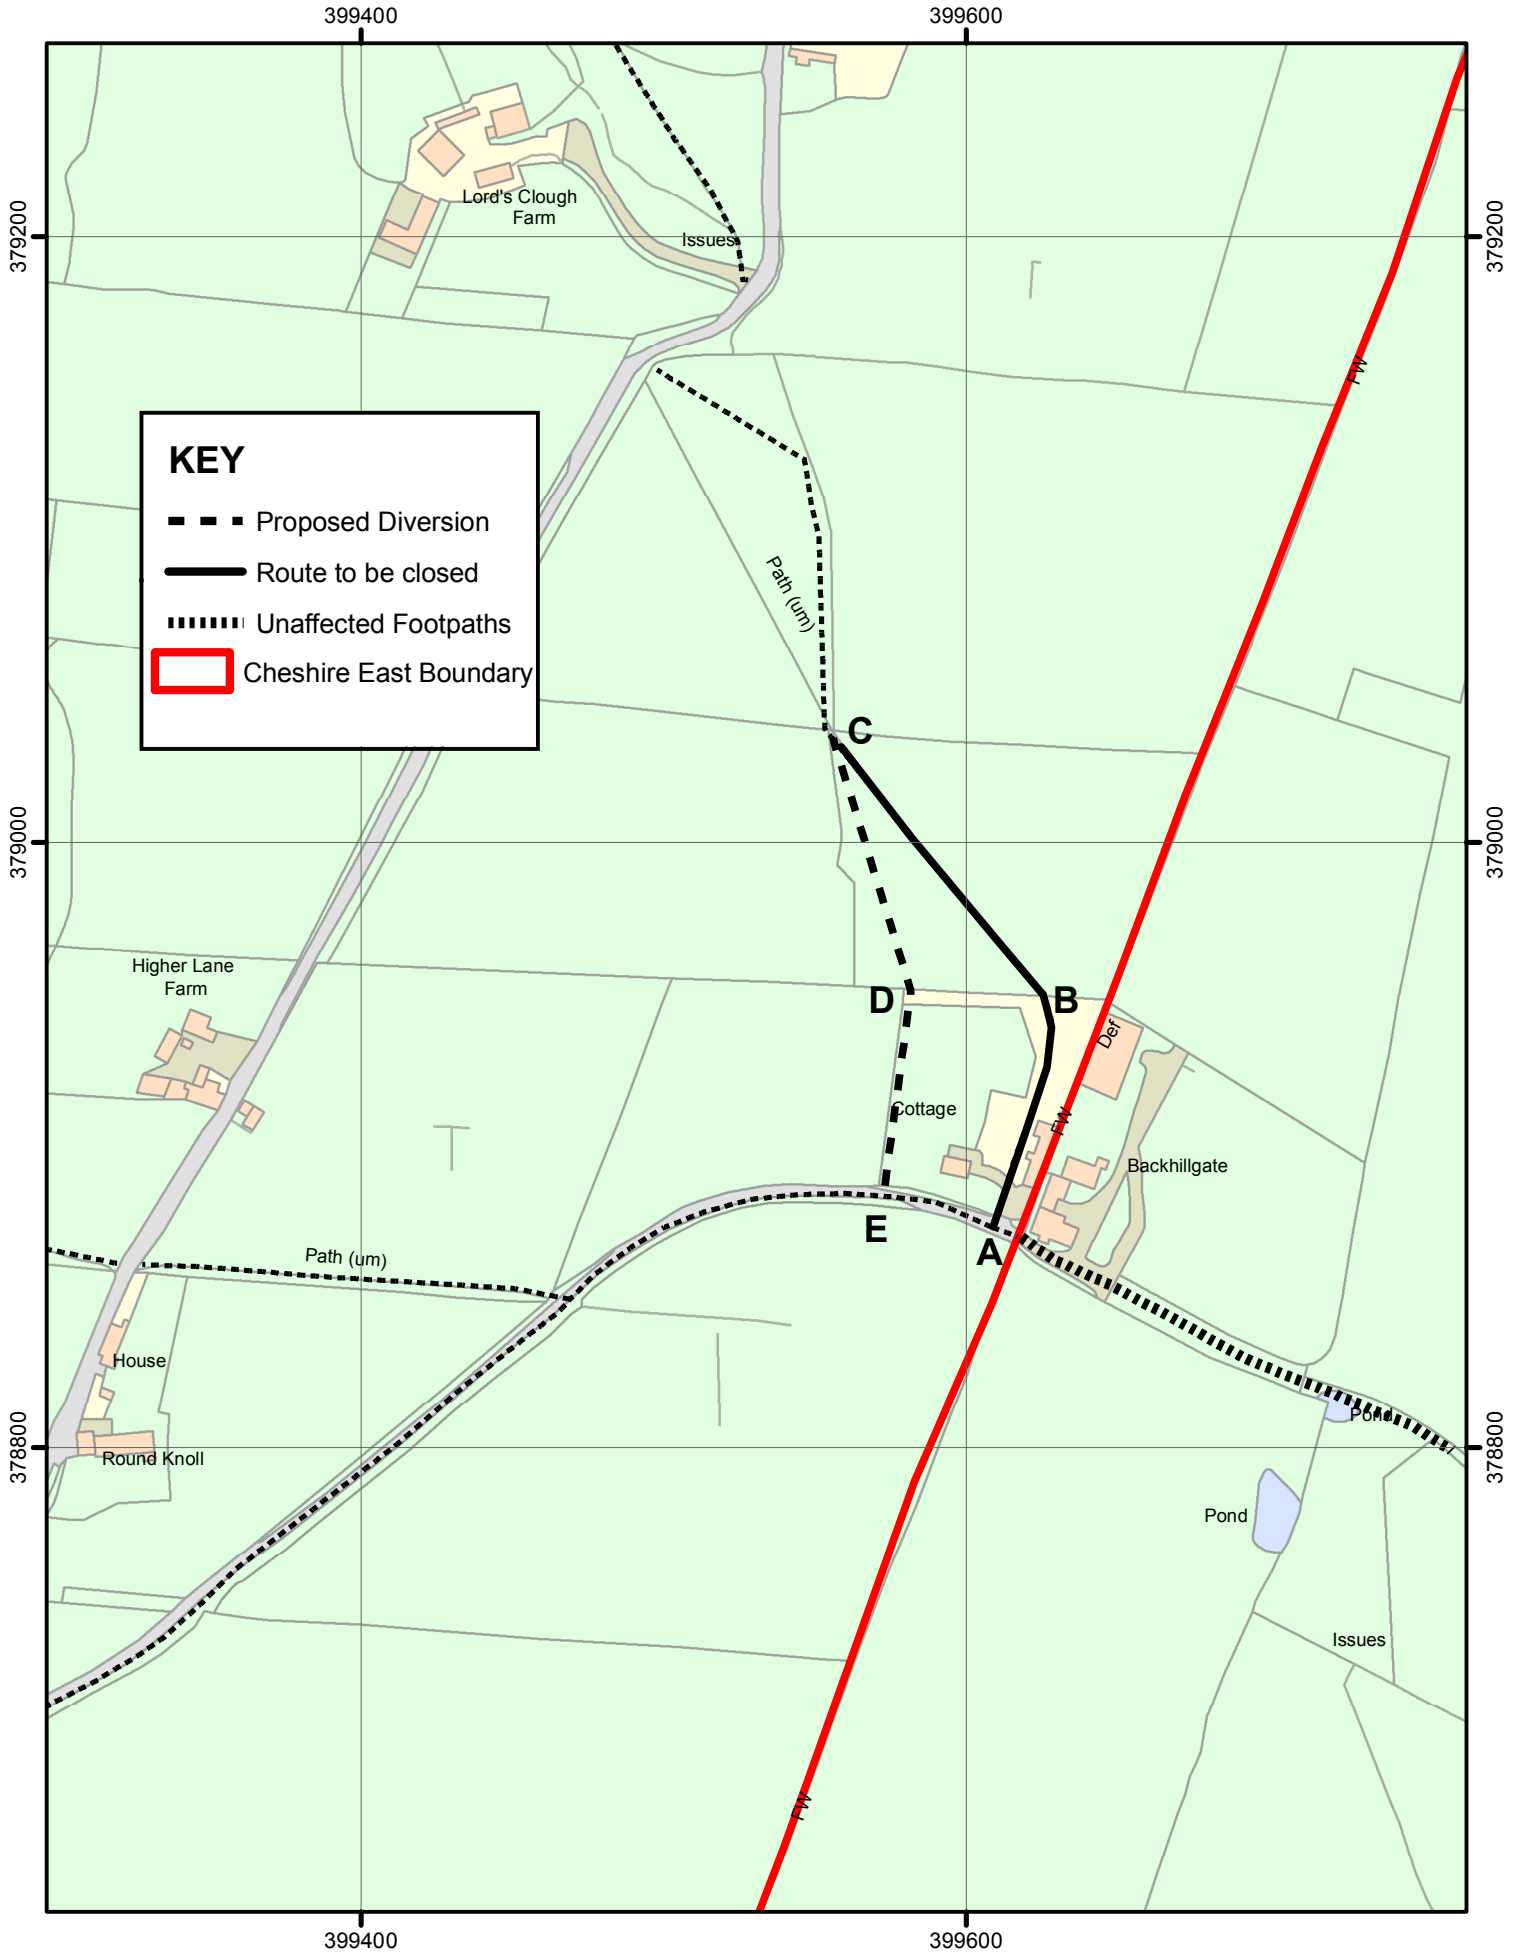 399400
399600
379200
379200
Lord's Clough
Farm
Issues
FW
KEY
Proposed Diversion
Route to be closed
Unaffected Footpaths
Cheshire East Boundary
Path (um)
C
379000
379000
Higher Lane
Farm
D
B
Def
Cottage
FW
Backhillgate
E
A
Path (um)
House
Round Knoll
Pond
378800
378800
Pond
Issues
FW
399400
399600